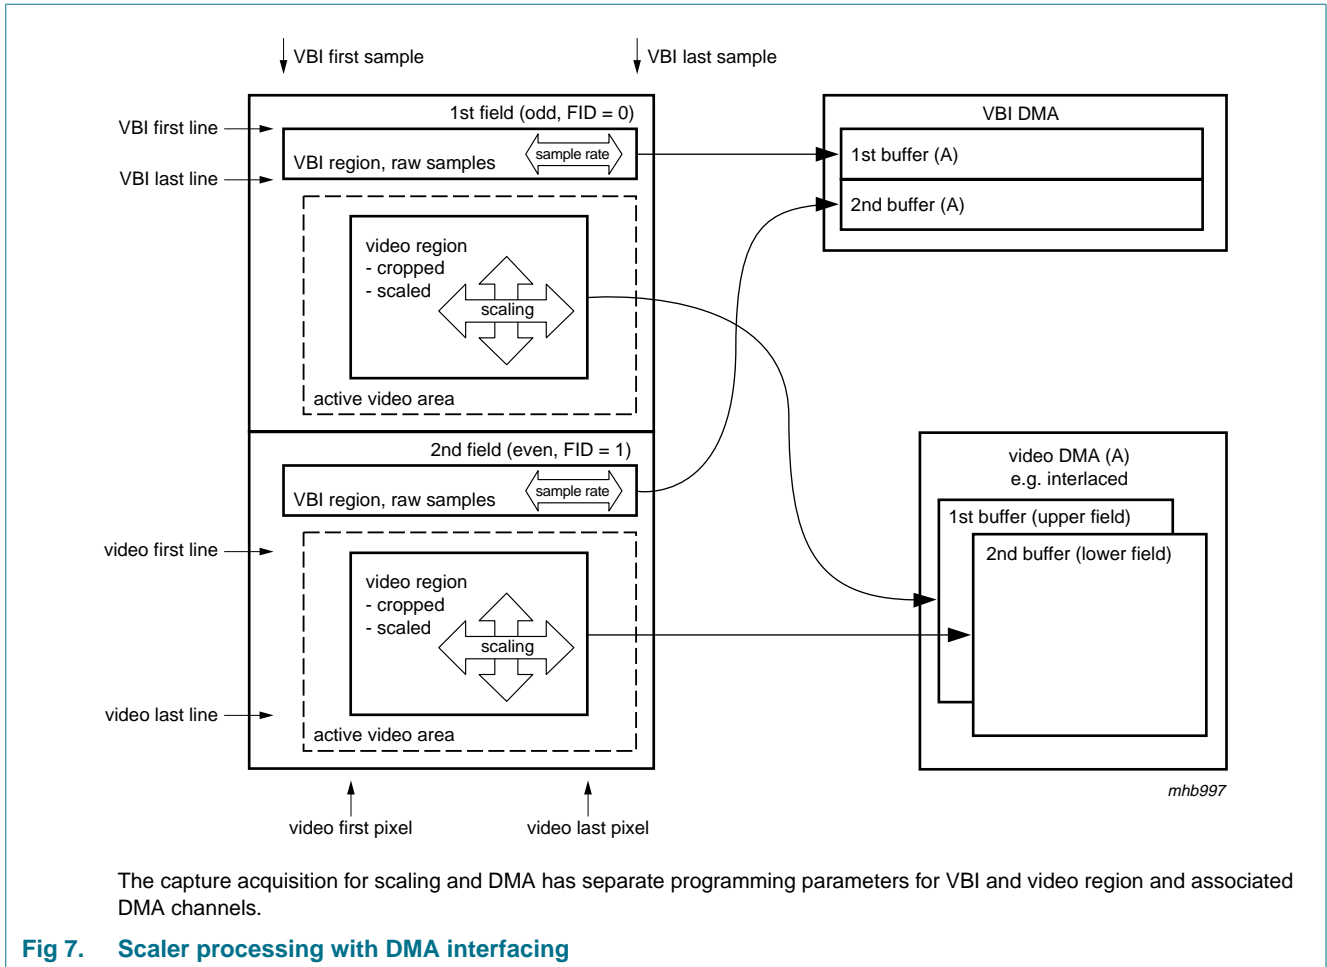 VBI first sample
VBI last sample
1st field (odd, FID = 0)
VBI DMA
VBI first line
VBI region, raw samples
sample rate
1st buffer (A)
VBI last line
2nd buffer (A)
video region
- cropped
- scaled
scaling
active video area
2nd field (even, FID = 1)
video DMA (A)
e.g. interlaced
VBI region, raw samples
sample rate
1st buffer (upper field)
video first line
2nd buffer (lower field)
video region
- cropped
- scaled
scaling
video last line
active video area
mhb997
video first pixel
video last pixel
The capture acquisition for scaling and DMA has separate programming parameters for VBI and video region and associated
DMA channels.
Fig 7. Scaler processing with DMA interfacing